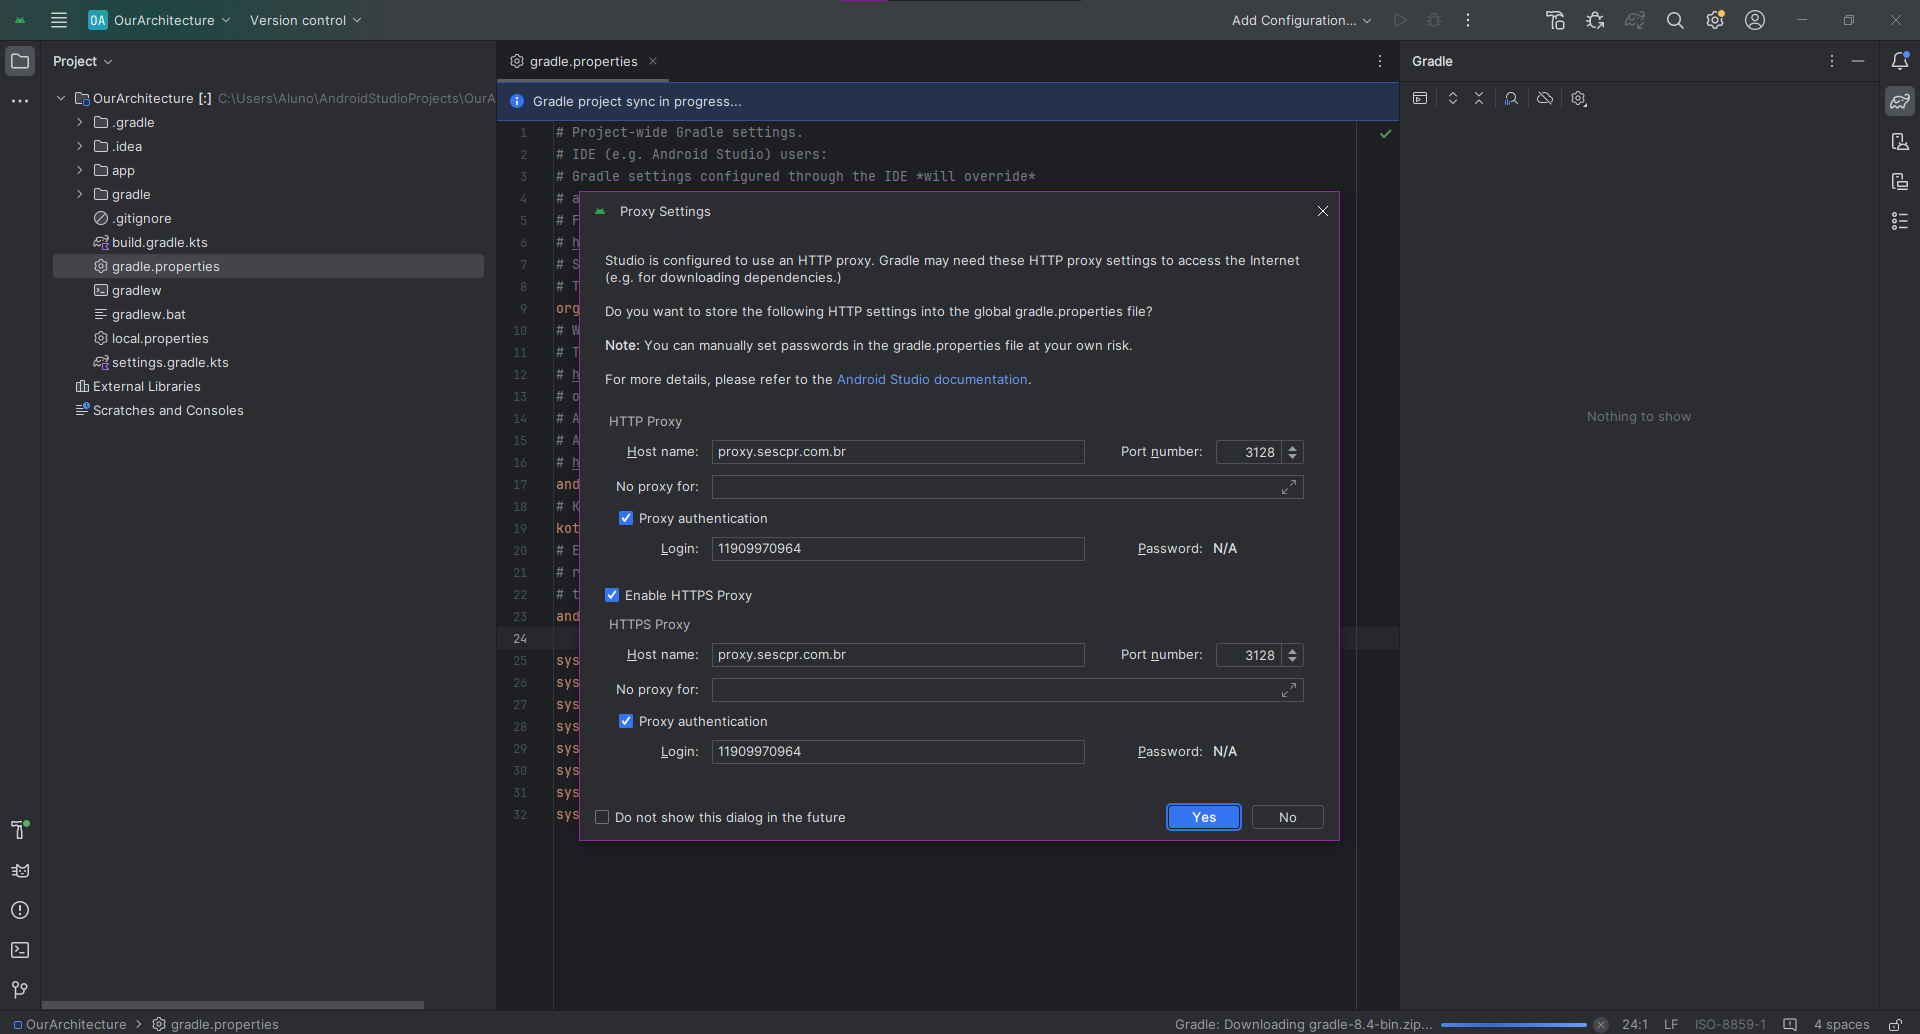 OA OurArchitecture Version control Add Configuration...
Project
OurArchitecture [:] C:\Users\Aluno\AndroidStudioProjects\OurA
.gradle
.idea
app
gradle
.gitignore
build.gradle.kts
gradle.properties
gradlew
gradlew.bat
local.properties
settings.gradle.kts
External Libraries
Scratches and Consoles
gradle.properties
Gradle project sync in progress...
1 # Project-wide Gradle settings.
2 # IDE (e.g. Android Studio) users:
3 # Gradle settings configured through the IDE *will override*
4 # a
5 # F
6 # h
7 # S
8 # T
9 org
10 # W
11 # T
12 # h
13 # o
14 # A
15 # A
16 # h
17 and
18 # K
19 kot
20 # E
21 # r
22 # t
23 and
24
25 sys
26 sys
27 sys
28 sys
29 sys
30 sys
31 sys
32 sys
Proxy Settings
Studio is configured to use an HTTP proxy. Gradle may need these HTTP proxy settings to access the Internet
(e.g. for downloading dependencies.)
Do you want to store the following HTTP settings into the global gradle.properties file?
Note: You can manually set passwords in the gradle.properties file at your own risk.
For more details, please refer to the Android Studio documentation.
HTTP Proxy
Host name: proxy.sescpr.com.br Port number: 3128
No proxy for:
Proxy authentication
Login: 11909970964 Password: N/A
Enable HTTPS Proxy
HTTPS Proxy
Host name: proxy.sescpr.com.br Port number: 3128
No proxy for:
Proxy authentication
Login: 11909970964 Password: N/A
Do not show this dialog in the future Yes No
Gradle
Nothing to show
OurArchitecture > gradle.properties Gradle: Downloading gradle-8.4-bin.zip... 24:1 LF ISO-8859-1 4 spaces